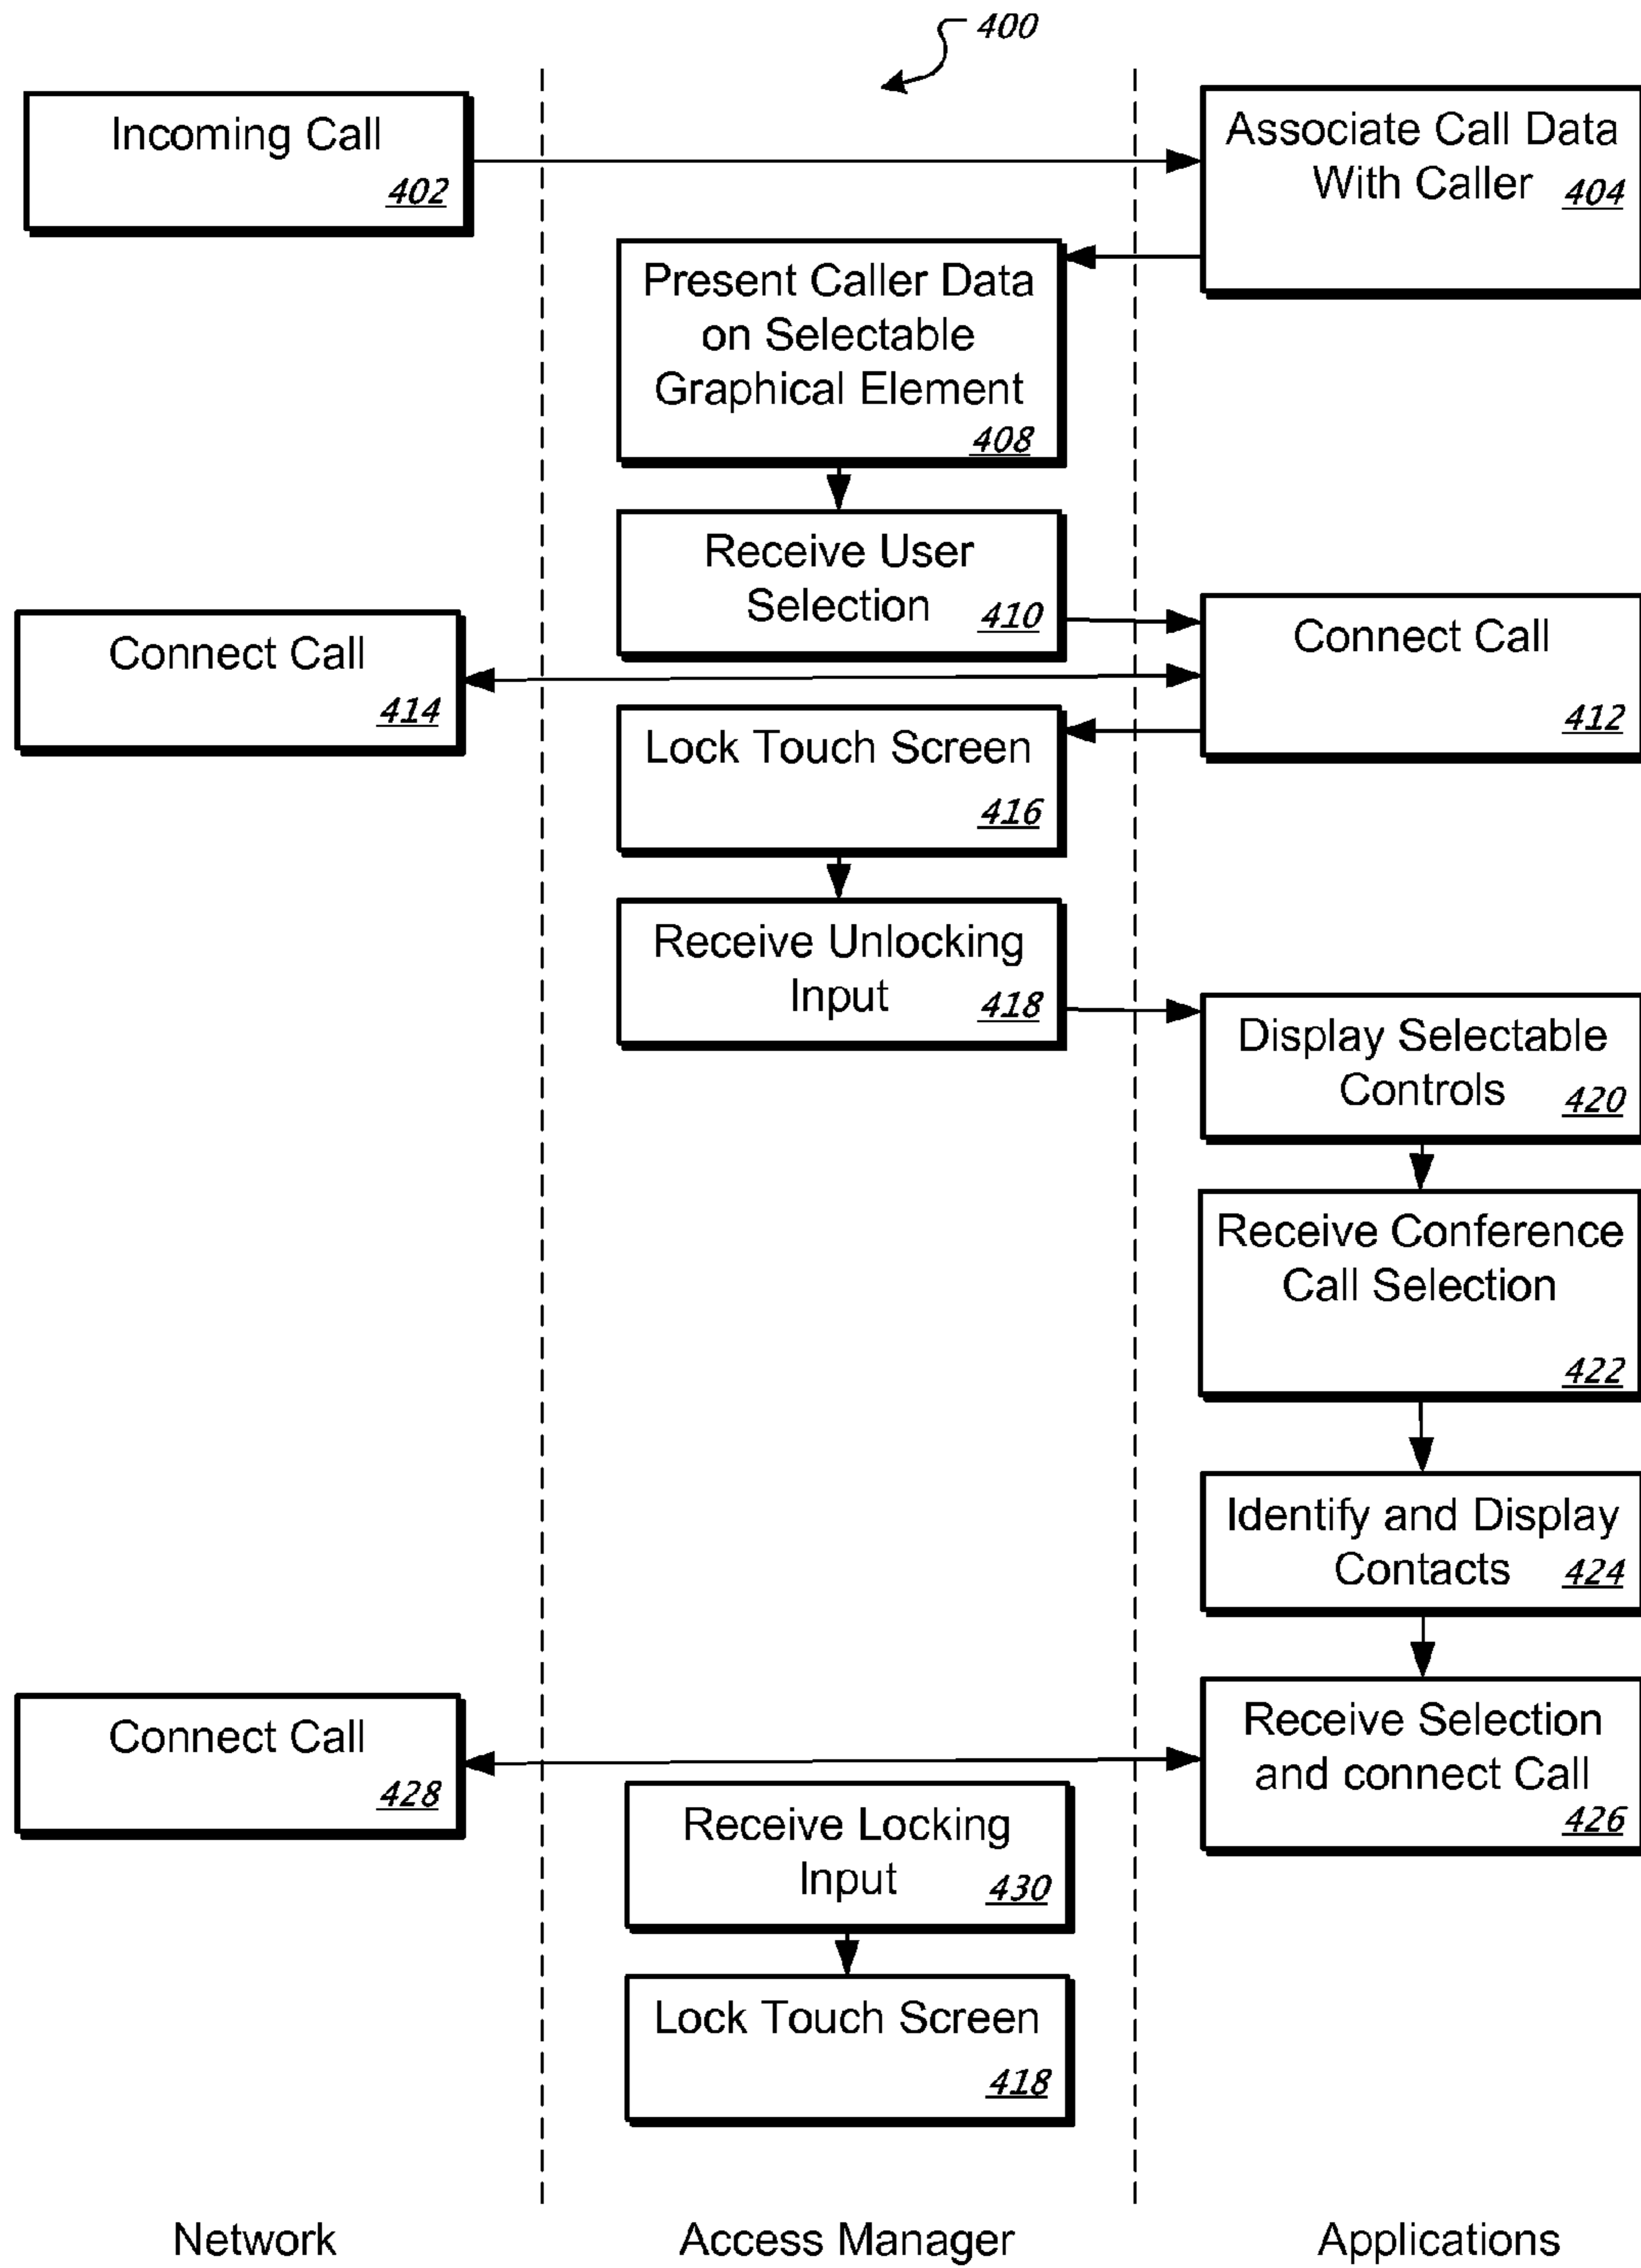 400
Incoming Call
402
Associate Call Data
With Caller 404
Present Caller Data
on Selectable
Graphical Element
408
Receive User
Selection 410
Connect Call
414
Connect Call
412
Lock Touch Screen
416
Receive Unlocking
Input 418
Display Selectable
Controls 420
Receive Conference
Call Selection
422
Identify and Display
Contacts 424
Connect Call
428
Receive Selection
and connect Call
426
Receive Locking
Input 430
Lock Touch Screen
418
Network
Access Manager
Applications